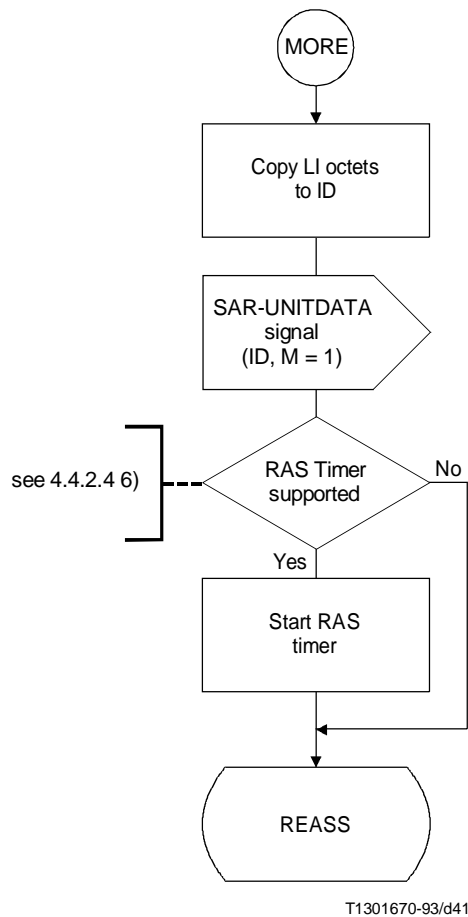 MORE
Copy LI octets
to ID
SAR-UNITDATA
signal
(ID, M = 1)
see 4.4.2.4 6)
RAS Timer
supported
No
Yes
Start RAS
timer
REASS
T1301670-93/d41